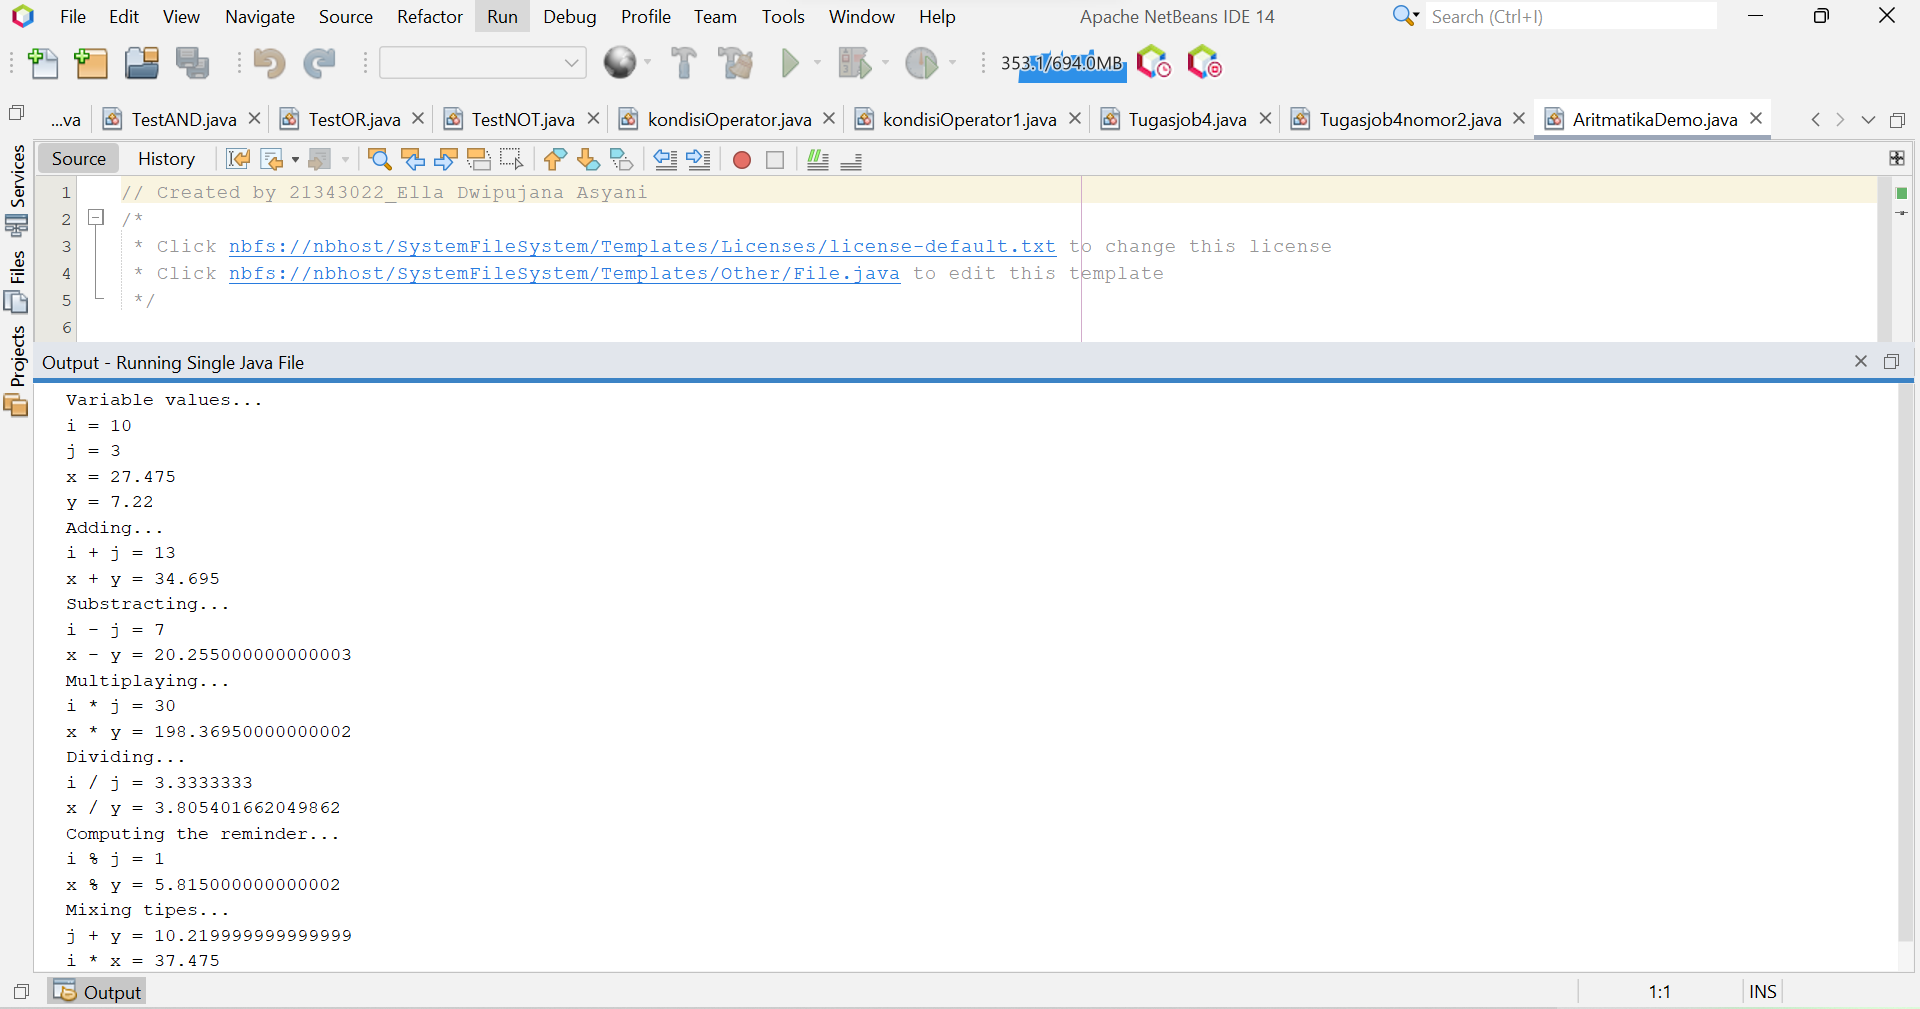 File Edit View Navigate Source Refactor Run Debug Profile Team Tools Window Help Apache NetBeans IDE 14 Search (Ctrl+I)
353.1/694.0MB
...va TestAND.java TestOR.java TestNOT.java kondisiOperator.java kondisiOperator1.java Tugasjob4.java Tugasjob4nomor2.java AritmatikaDemo.java
Services
Files
Projects
Source History
1 // Created by 21343022_Ella Dwipujana Asyani
2 /*
3 * Click nbfs://nbhost/SystemFileSystem/Templates/Licenses/license-default.txt to change this license
4 * Click nbfs://nbhost/SystemFileSystem/Templates/Other/File.java to edit this template
5 */
6
Output - Running Single Java File
Variable values...
i = 10
j = 3
x = 27.475
y = 7.22
Adding...
i + j = 13
x + y = 34.695
Substracting...
i - j = 7
x - y = 20.255000000000003
Multiplaying...
i * j = 30
x * y = 198.36950000000002
Dividing...
i / j = 3.3333333
x / y = 3.805401662049862
Computing the reminder...
i % j = 1
x % y = 5.815000000000002
Mixing tipes...
j + y = 10.219999999999999
i * x = 37.475
Output
1:1 INS